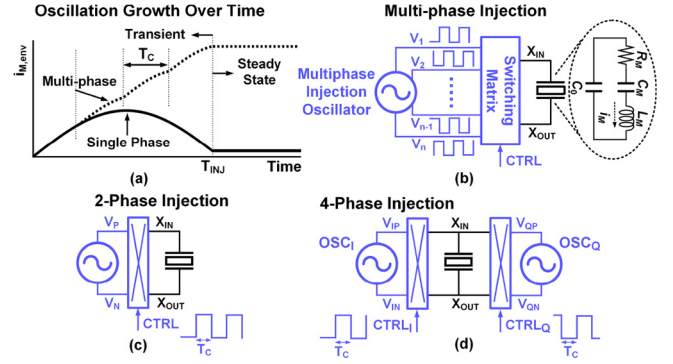 Oscillation Growth Over Time
i_M,env
Transient
T_C
Steady
State
Multi-phase
Single Phase
T_INJ
Time
(a)
Multi-phase Injection
V_1
V_2
V_n-1
V_n
Multiphase
Injection
Oscillator
Switching
Matrix
CTRL
X_IN
X_OUT
C_0
R_M
C_M
L_M
i_M
(b)
2-Phase Injection
V_P
V_N
X_IN
X_OUT
CTRL
T_C
(c)
4-Phase Injection
OSC_I
V_IP
V_IN
X_IN
X_OUT
V_QP
V_QN
OSC_Q
CTRL_I
CTRL_Q
T_C
T_C
(d)